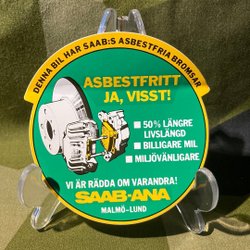 DENNA BIL HAR SAAB:S ASBESTFRIA BROMSAR
ASBESTFRITT
JA, VISST!
50% LÄNGRE
LIVSLÄNGD
BILLIGARE MIL
MILJÖVÄNLIGARE
VI ÄR RÄDDA OM VARANDRA!
SAAB-ANA
MALMÖ-LUND